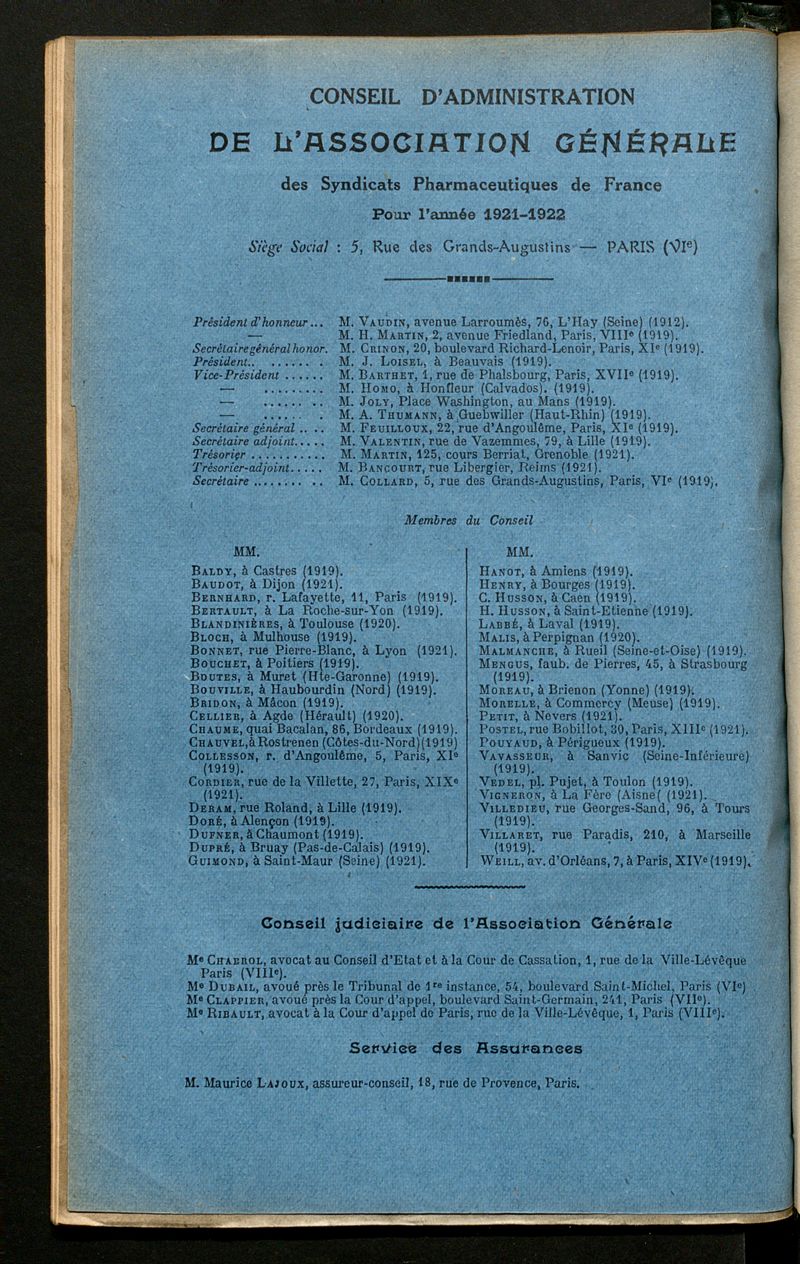 CONSEIL D'ADMINISTRATION
DE L'ASSOCIATION GÉNÉRALE
des Syndicats Pharmaceutiques de France
Pour l'année 1921-1922
Siège Social : 5, Rue des Grands-Augustins — PARIS (VIe)
Président d'honneur... M. VAUDIN, avenue Larroumès, 76, L'Hay (Seine) (1912).
— M. H. MARTIN, 2, avenue Friedland, Paris, VIIIe (1919).
Secrétaire général honor. M. CRINON, 20, boulevard Richard-Lenoir, Paris, XIe (1919).
Président.. ....... . M. J. LOISEL, à Beauvais (1919).
Vice-Président ...... M. BARTHET, 1, rue de Phalsbourg, Paris, XVIIe (1919).
— ......... M. HOMO, à Honfleur (Calvados). (1919).
— ...... .. M. JOLY, Place Washington, au Mans (1919).
— ...... . M. A. THUMANN, à Guebwiller (Haut-Rhin) (1919).
Secrétaire général .. .. M. FEUILLOUX, 22, rue d'Angoulême, Paris, XIe (1919).
Secrétaire adjoint..... M. VALENTIN, rue de Vazemmes, 79, à Lille (1919).
Trésorier ........... M. MARTIN, 125, cours Berriat, Grenoble (1921).
Trésorier-adjoint..... M. BANCOURT, rue Libergier, Reims (1921).
Secrétaire ....... .. M. COLLARD, 5, rue des Grands-Augustins, Paris, VIe (1919).
Membres du Conseil
MM.
BALDY, à Castres (1919).
BAUDOT, à Dijon (1921).
BERNHARD, r. Lafayette, 11, Paris (1919).
BERTAULT, à La Roche-sur-Yon (1919).
BLANDINIÈRES, à Toulouse (1920).
BLOCH, à Mulhouse (1919).
BONNET, rue Pierre-Blanc, à Lyon (1921).
BOUCHET, à Poitiers (1919).
BOUTES, à Muret (Hte-Garonne) (1919).
BOUVILLE, à Haubourdin (Nord) (1919).
BRIDON, à Mâcon (1919).
CELLIER, à Agde (Hérault) (1920).
CHAUME, quai Bacalan, 86, Bordeaux (1919).
CHAUVEL, à Rostrenen (Côtes-du-Nord) (1919)
COLLESSON, r. d'Angoulême, 5, Paris, XIe
(1919).
CORDIER, rue de la Villette, 27, Paris, XIXe
(1921).
DERAM, rue Roland, à Lille (1919).
DORÉ, à Alençon (1919).
DUFNER, à Chaumont (1919).
DUPRÉ, à Bruay (Pas-de-Calais) (1919).
GUIMOND, à Saint-Maur (Seine) (1921).
MM.
HANOT, à Amiens (1919).
HENRY, à Bourges (1919).
C. HUSSON, à Caen (1919).
H. HUSSON, à Saint-Etienne (1919).
LABBÉ, à Laval (1919).
MALIS, à Perpignan (1920).
MALMANCHE, à Rueil (Seine-et-Oise) (1919).
MENGUS, faub. de Pierres, 45, à Strasbourg
(1919).
MOREAU, à Brienon (Yonne) (1919).
MORELLE, à Commercy (Meuse) (1919).
PETIT, à Nevers (1921).
POSTEL, rue Bobillot, 30, Paris, XIIIe (1921).
POUYAUD, à Périgueux (1919).
VAVASSEUR, à Sanvic (Seine-Inférieure)
(1919).
VEDEL, pl. Pujet, à Toulon (1919).
VIGNERON, à La Fère (Aisne( (1921).
VILLEDIEU, rue Georges-Sand, 96, à Tours
(1919).
VILLARET, rue Paradis, 210, à Marseille
(1919).
WEILL, av. d'Orléans, 7, à Paris, XIVe (1919).
Conseil judiciaire de l'Association Générale
Me CHABROL, avocat au Conseil d'Etat et à la Cour de Cassation, 1, rue de la Ville-Lévêque
Paris (VIIIe).
Me DUBAIL, avoué près le Tribunal de 1re instance, 54, boulevard Saint-Michel, Paris (VIe)
Me CLAPPIER, avoué près la Cour d'appel, boulevard Saint-Germain, 241, Paris (VIIe).
Me RIBAULT, avocat à la Cour d'appel de Paris, rue de la Ville-Lévêque, 1, Paris (VIIIe).
Service des Assurances
M. Maurice LAJOUX, assureur-conseil, 18, rue de Provence, Paris.